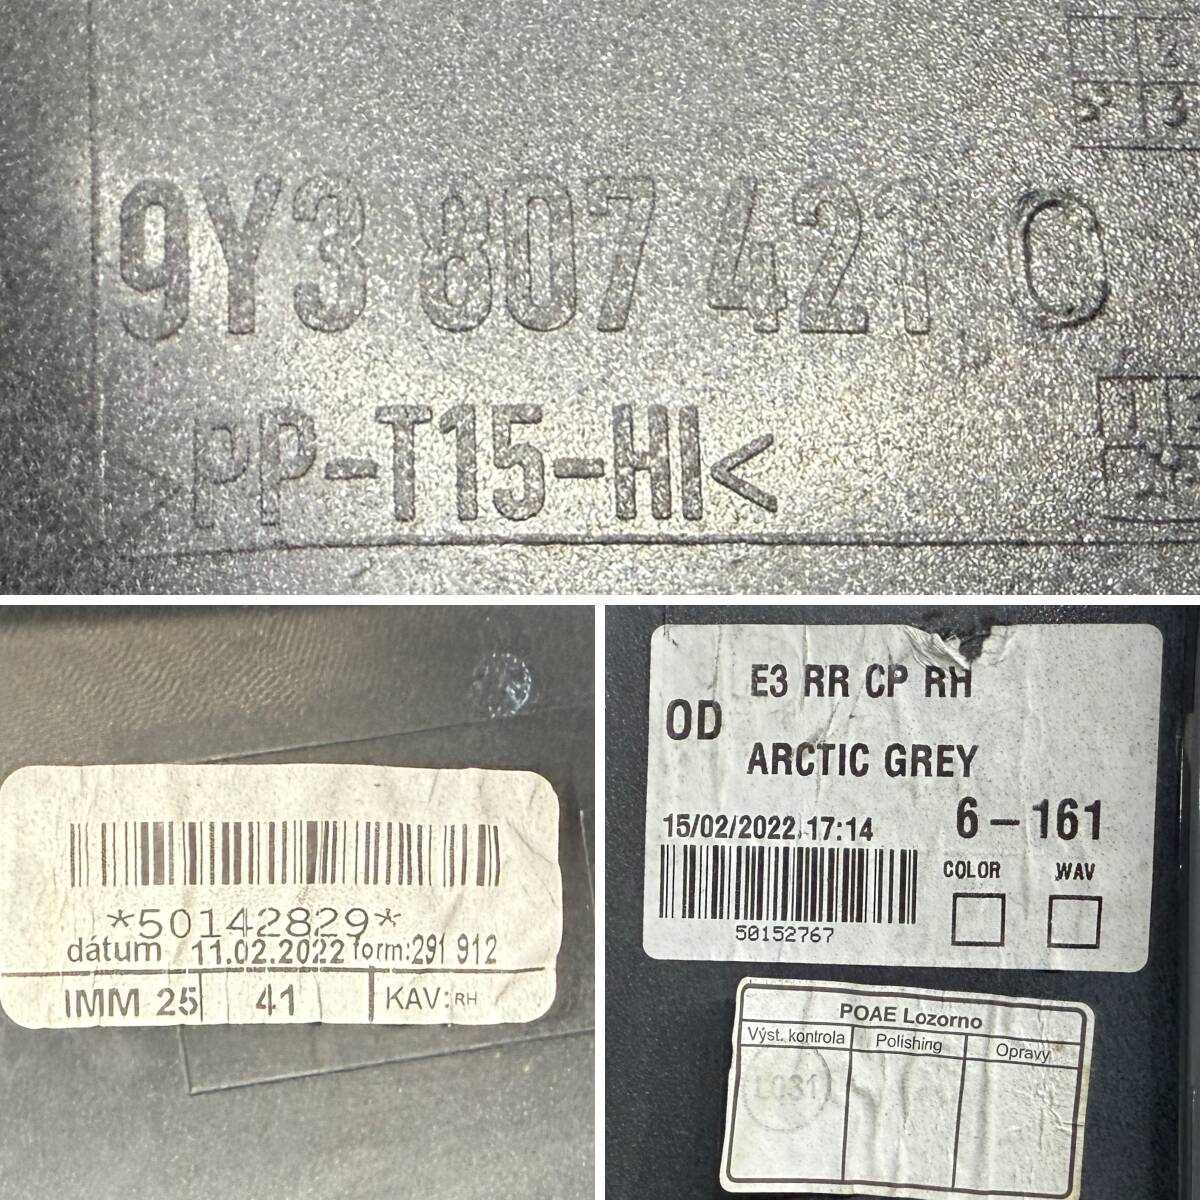 9Y3 807 421 C
>PP-T15-HI<
*50142829*
dátum 11.02.2022 form:291 912
IMM 25 41 KAV: RH
E3 RR CP RH
OD
ARCTIC GREY
15/02/2022 17:14 6-161
COLOR WAV
50152767
POAE Lozorno
Výst. kontrola Polishing Opravy
L031